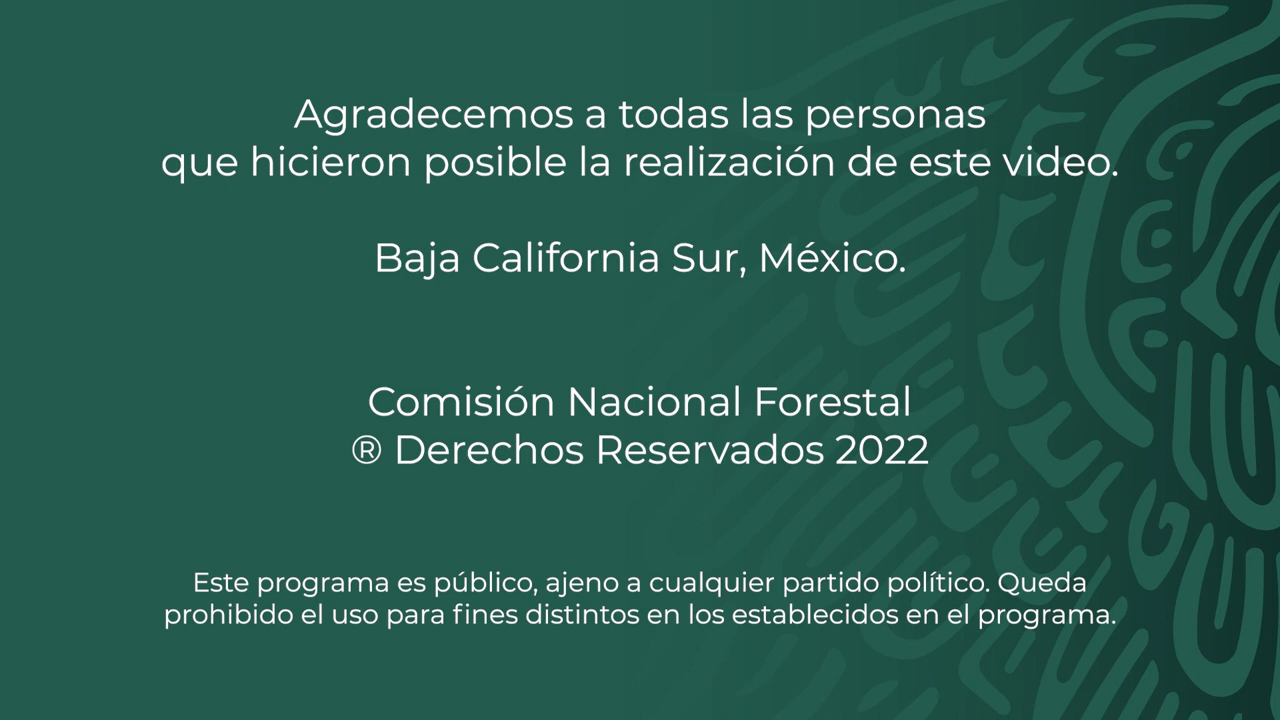 Agradecemos a todas las personas
que hicieron posible la realización de este video.
Baja California Sur, México.
Comisión Nacional Forestal
® Derechos Reservados 2022
Este programa es público, ajeno a cualquier partido político. Queda
prohibido el uso para fines distintos en los establecidos en el programa.